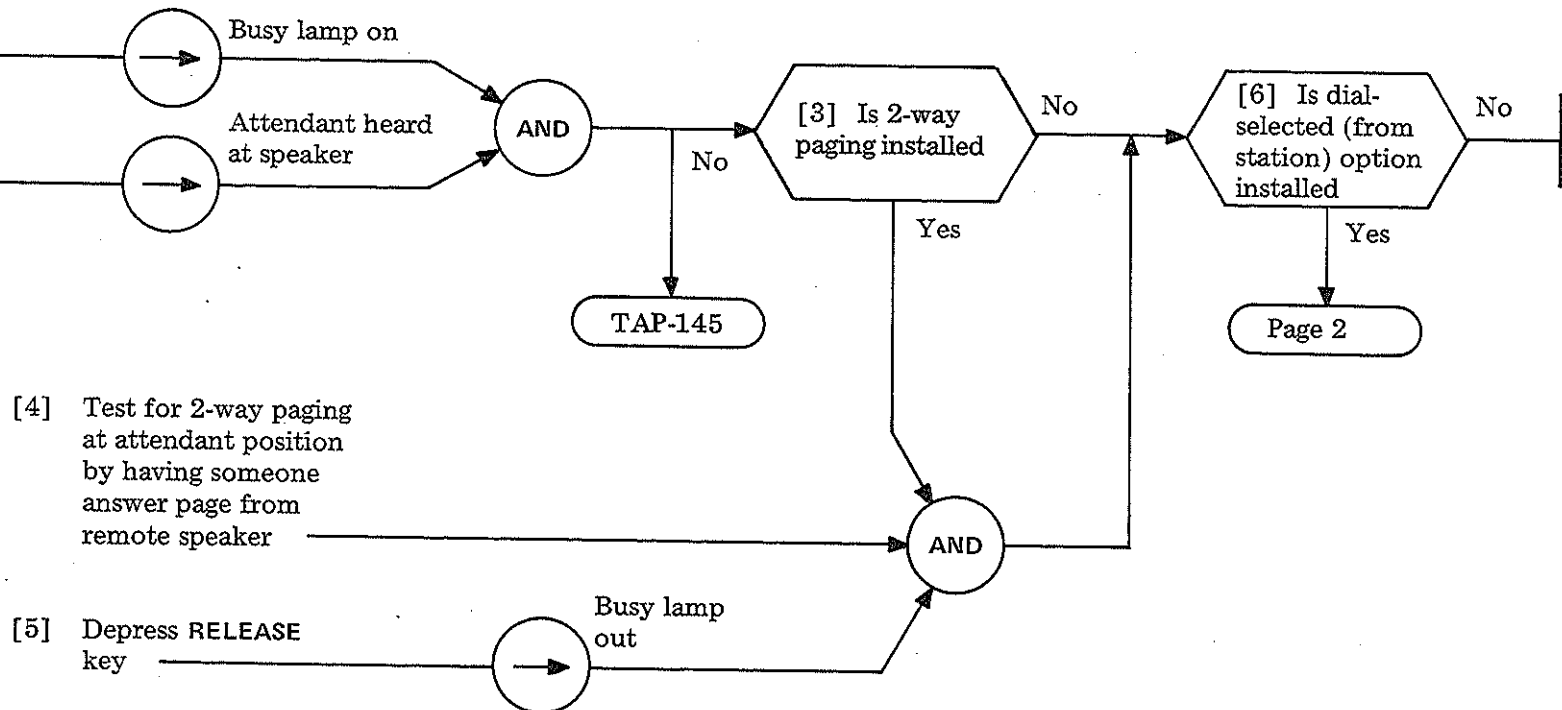 Busy lamp on
Attendant heard
at speaker
AND
No
[3] Is 2-way
paging installed
No
Yes
[6] Is dial-
selected (from
station) option
installed
No
Yes
TAP-145
Page 2
[4] Test for 2-way paging
at attendant position
by having someone
answer page from
remote speaker
AND
[5] Depress RELEASE
key
Busy lamp
out